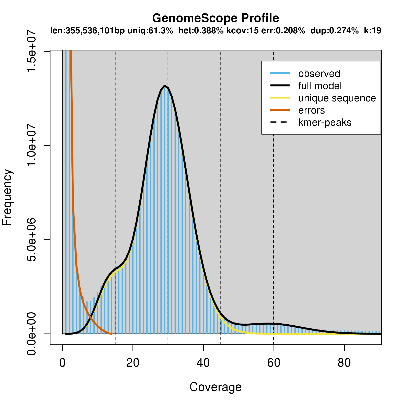 GenomeScope Profile
len:355,536,101bp uniq:61.3% het:0.388% kcov:15 err:0.208% dup:0.274% k:19
1.5e+07
1.0e+07
5.0e+06
0.0e+00
Frequency
observed
full model
unique sequence
errors
kmer-peaks
0 20 40 60 80
Coverage